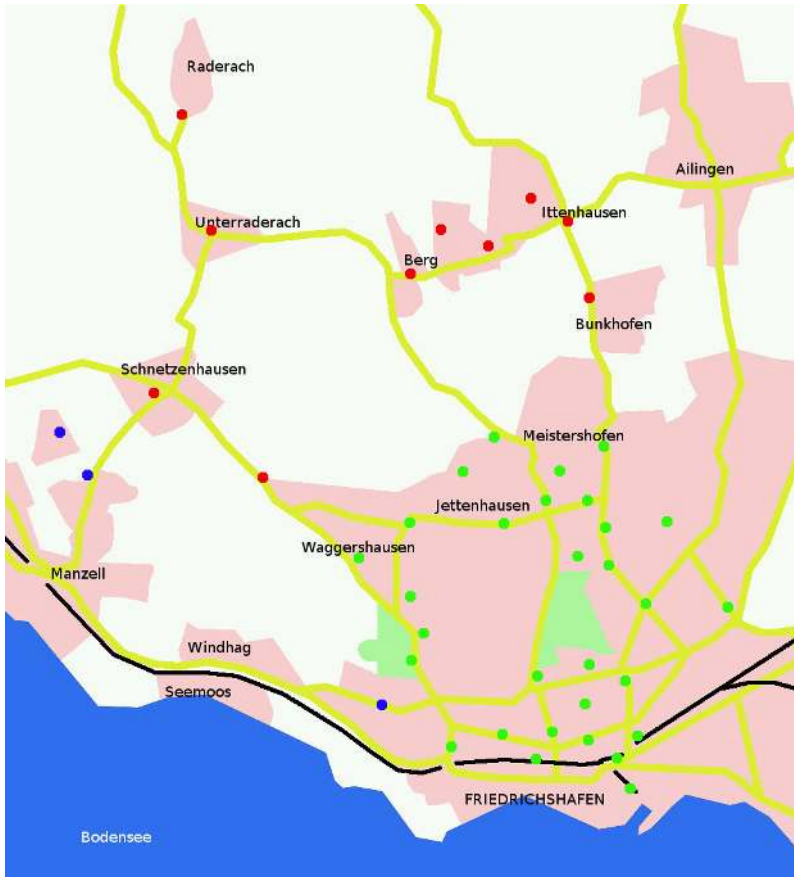 Raderach
Ailingen
Ittenhausen
Unterraderach
Berg
Bunkhofen
Schnetzenhausen
Meistershofen
Jettenhausen
Waggershausen
Manzell
Windhag
Seemoos
FRIEDRICHSHAFEN
Bodensee